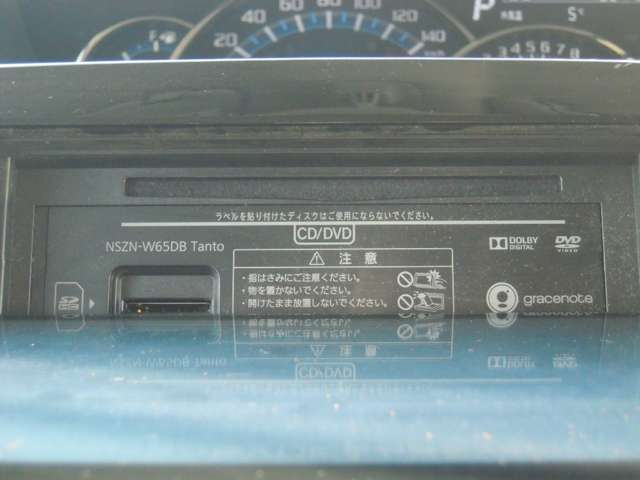 F
20 40 60 80 100 120 140
km/h
P
外気温 5℃
345678
ラベルを貼り付けたディスクはご使用にならないでください。
CD/DVD
NSZN-W65DB Tanto
⚠ 注 意
・指はさみにご注意ください。
・物を置かないでください。
・開けたまま放置しないでください。
DOLBY
DIGITAL
DVD
VIDEO
gracenote